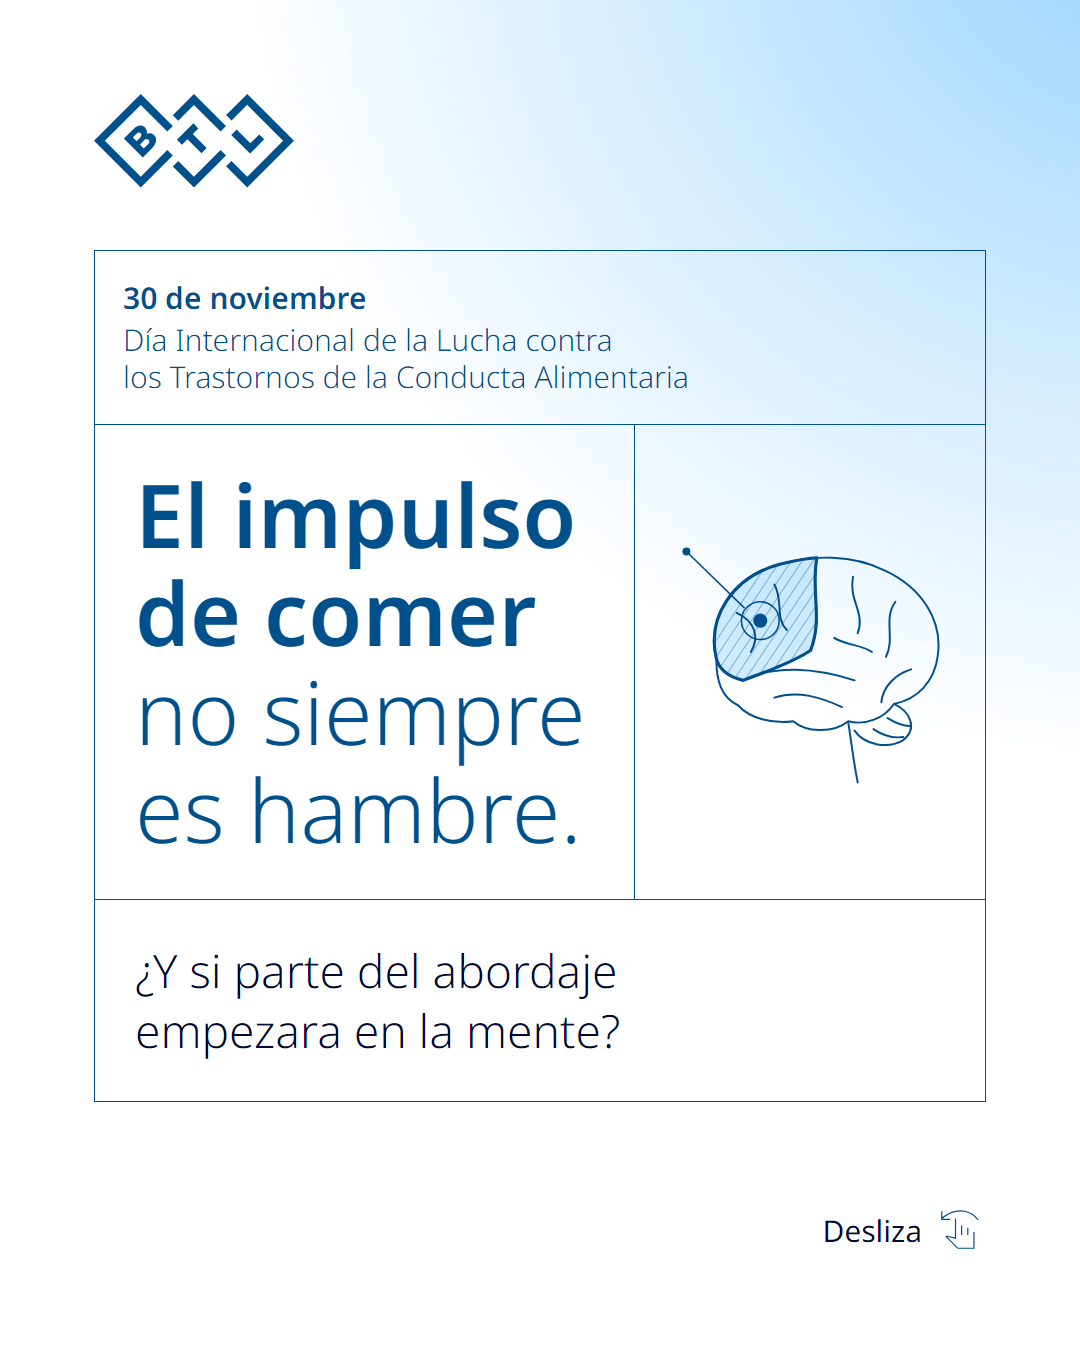 BTL
30 de noviembre
Día Internacional de la Lucha contra
los Trastornos de la Conducta Alimentaria
El impulso
de comer
no siempre
es hambre.
¿Y si parte del abordaje
empezara en la mente?
Desliza